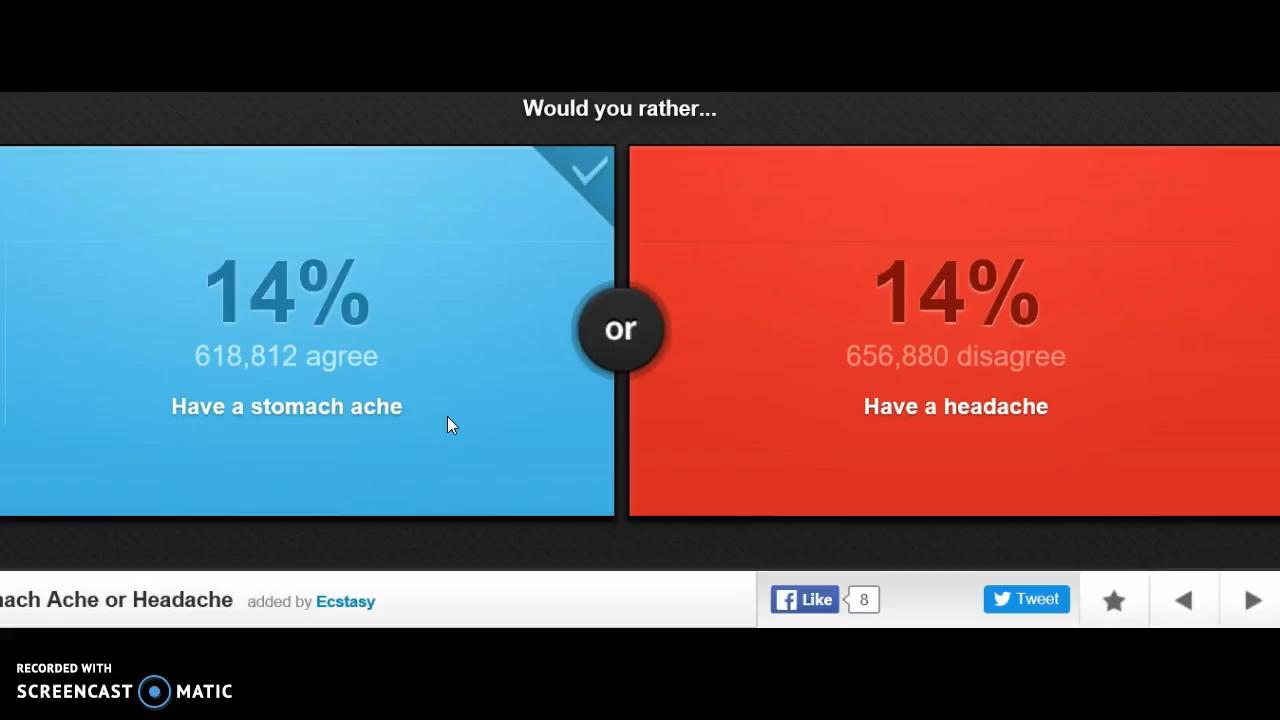 Would you rather...
14%
618,812 agree
Have a stomach ache
or
14%
656,880 disagree
Have a headache
Ache or Headache added by Ecstasy
Like 8
Tweet
RECORDED WITH
SCREENCAST MATIC